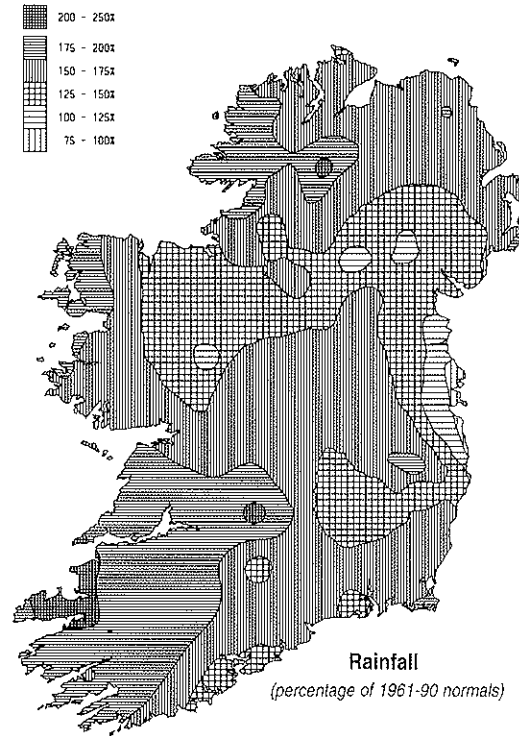 200 - 250%
175 - 200%
150 - 175%
125 - 150%
100 - 125%
75 - 100%
Rainfall
(percentage of 1961-90 normals)